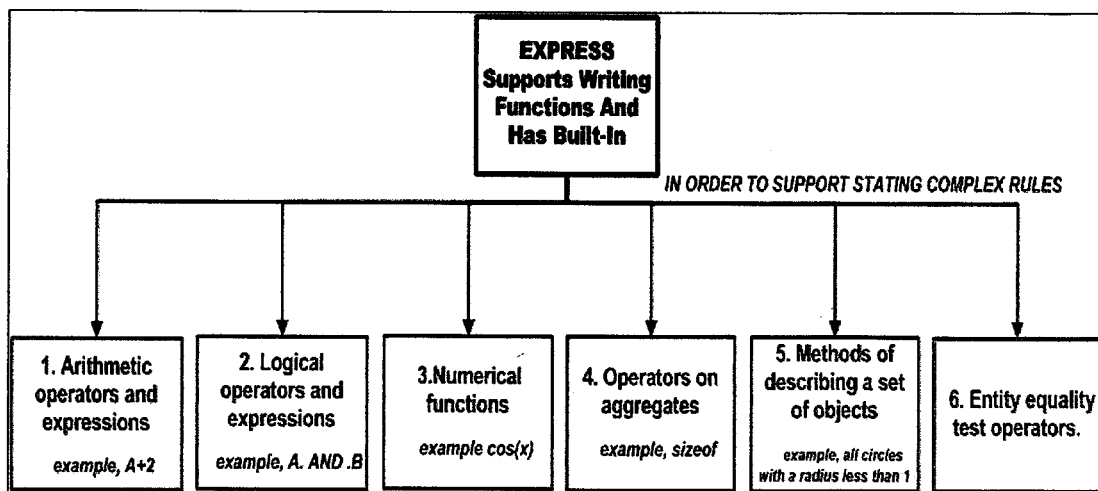 EXPRESS
Supports Writing
Functions And
Has Built-In
IN ORDER TO SUPPORT STATING COMPLEX RULES
1. Arithmetic
operators and
expressions
example, A+2
2. Logical
operators and
expressions
example, A. AND .B
3.Numerical
functions
example cos(x)
4. Operators on
aggregates
example, sizeof
5. Methods of
describing a set
of objects
example, all circles
with a radius less than 1
6. Entity equality
test operators.